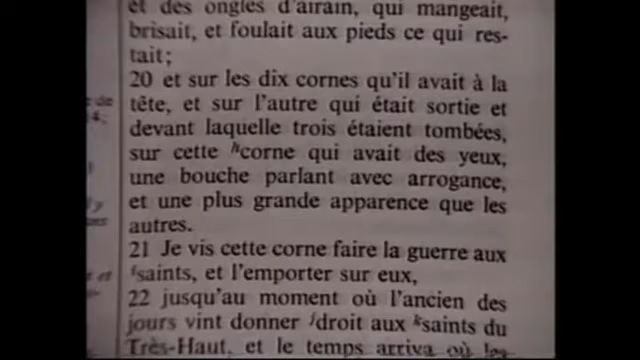 et des ongles d'airain, qui mangeait,
brisait, et foulait aux pieds ce qui res-
tait;
20 et sur les dix cornes qu'il avait à la
tête, et sur l'autre qui était sortie et
devant laquelle trois étaient tombées,
sur cette hcorne qui avait des yeux,
une bouche parlant avec arrogance,
et une plus grande apparence que les
autres.
21 Je vis cette corne faire la guerre aux
isaints, et l'emporter sur eux,
22 jusqu'au moment où l'ancien des
jours vint donner jdroit aux ksaints du
Très-Haut, et le temps arriva où les